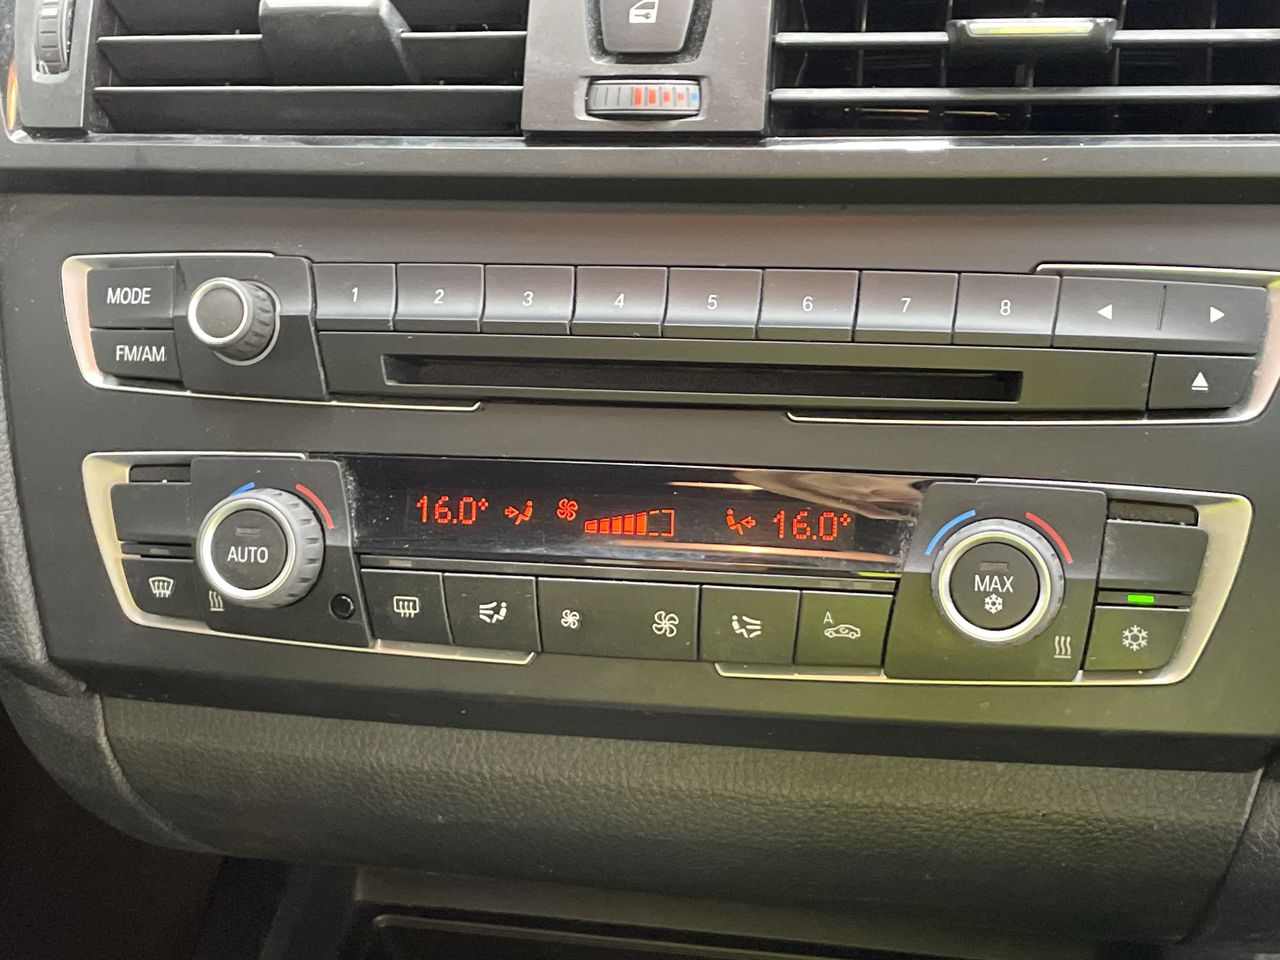 MODE
1 2 3 4 5 6 7 8
FM/AM
16.0° 16.0°
AUTO
MAX
A